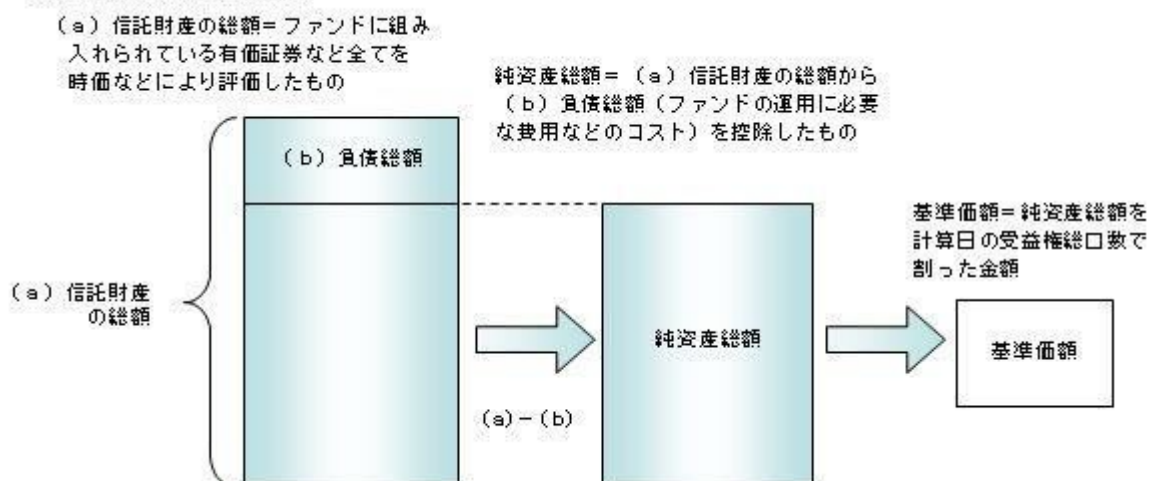 (a)信託財産の総額=ファンドに組み
入れられている有価証券など全てを
時価などにより評価したもの
純資産総額=(a)信託財産の総額から
(b)負債総額(ファンドの運用に必要
な費用などのコスト)を控除したもの
(b)負債総額
基準価額=純資産総額を
計算日の受益権総口数で
割った金額
(a)信託財産
の総額
純資産総額
基準価額
(a)-(b)